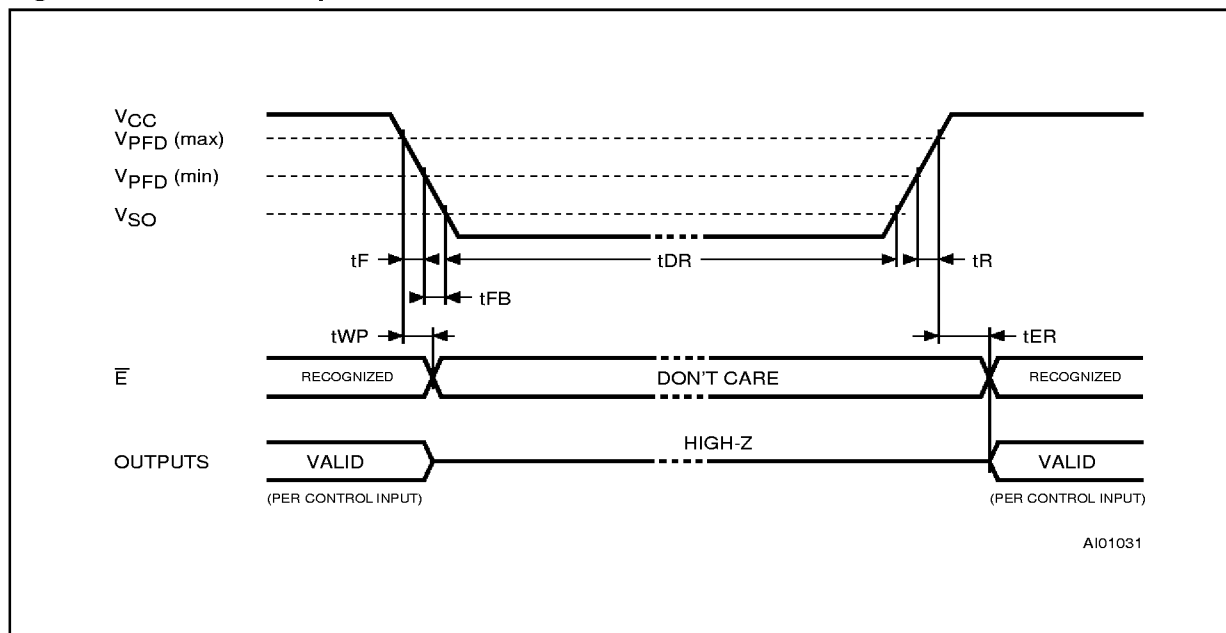 VCC
VPFD (max)
VPFD (min)
VSO
tF
tDR
tR
tFB
tWP
tER
E
RECOGNIZED
DON'T CARE
RECOGNIZED
HIGH-Z
OUTPUTS
VALID
VALID
(PER CONTROL INPUT)
(PER CONTROL INPUT)
AI01031